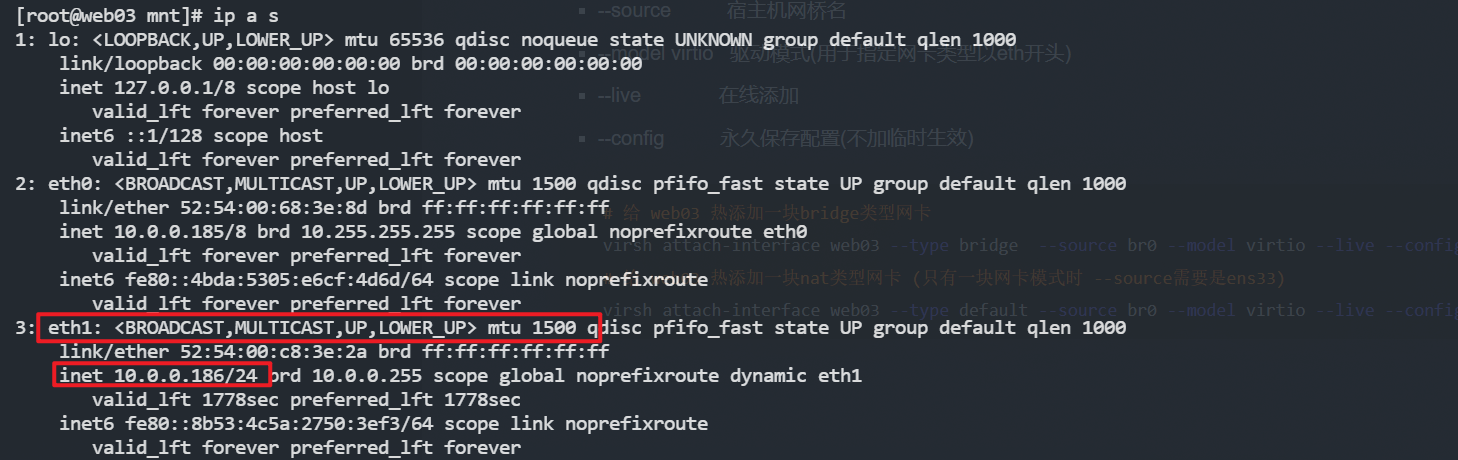 [root@web03 mnt]# ip a s
--source 宿主机网桥名
1: lo: <LOOPBACK,UP,LOWER_UP> mtu 65536 qdisc noqueue state UNKNOWN group default qlen 1000
--model virtio 驱动模式(用于指定网卡类型以eth开头)
link/loopback 00:00:00:00:00:00 brd 00:00:00:00:00:00
inet 127.0.0.1/8 scope host lo
--live 在线添加
valid_lft forever preferred_lft forever
inet6 ::1/128 scope host
--config 永久保存配置(不加临时生效)
valid_lft forever preferred_lft forever
2: eth0: <BROADCAST,MULTICAST,UP,LOWER_UP> mtu 1500 qdisc pfifo_fast state UP group default qlen 1000
link/ether 52:54:00:68:3e:8d brd ff:ff:ff:ff:ff:ff
# 给 web03 热添加一块bridge类型网卡
inet 10.0.0.185/8 brd 10.255.255.255 scope global noprefixroute eth0
virsh attach-interface web03 --type bridge --source br0 --model virtio --live --config
valid_lft forever preferred_lft forever
inet6 fe80::4bda:5305:e6cf:4d6d/64 scope link noprefixroute
热添加一块nat类型网卡 (只有一块网卡模式时 --source需要是ens33)
valid_lft forever preferred_lft forever
virsh attach-interface web03 --type default --source br0 --model virtio --live --config
3: eth1: <BROADCAST,MULTICAST,UP,LOWER_UP> mtu 1500 qdisc pfifo_fast state UP group default qlen 1000
link/ether 52:54:00:c8:3e:2a brd ff:ff:ff:ff:ff:ff
inet 10.0.0.186/24 brd 10.0.0.255 scope global noprefixroute dynamic eth1
valid_lft 1778sec preferred_lft 1778sec
inet6 fe80::8b53:4c5a:2750:3ef3/64 scope link noprefixroute
valid_lft forever preferred_lft forever